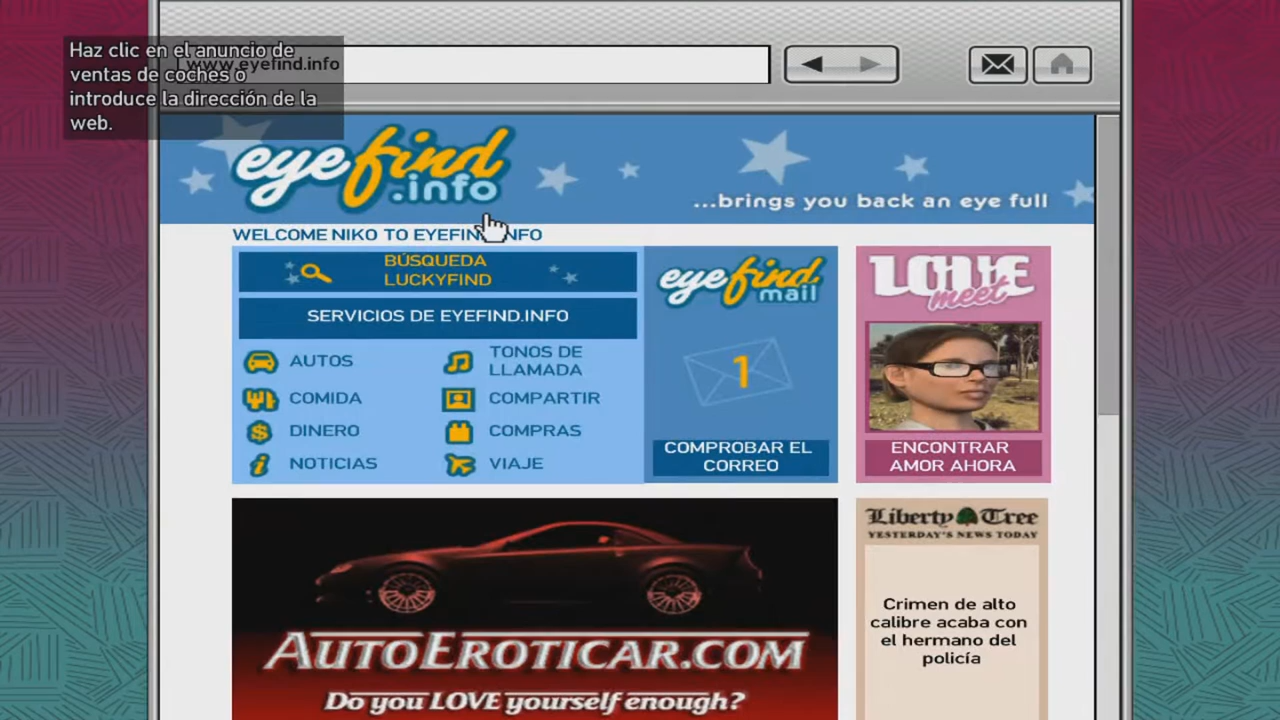 Haz clic en el anuncio de
ventas de coches o
introduce la dirección de la
web.
www.eyefind.info
eyefind
.info
...brings you back an eye full
WELCOME NIKO TO EYEFIND.INFO
BÚSQUEDA
LUCKYFIND
SERVICIOS DE EYEFIND.INFO
AUTOS
TONOS DE
LLAMADA
COMIDA
COMPARTIR
DINERO
COMPRAS
NOTICIAS
VIAJE
eyefind
mail
1
COMPROBAR EL
CORREO
LOVE
meet
ENCONTRAR
AMOR AHORA
AUTOEROTICAR.COM
Do you LOVE yourself enough?
Liberty Tree
YESTERDAY'S NEWS TODAY
Crimen de alto
calibre acaba con
el hermano del
policía